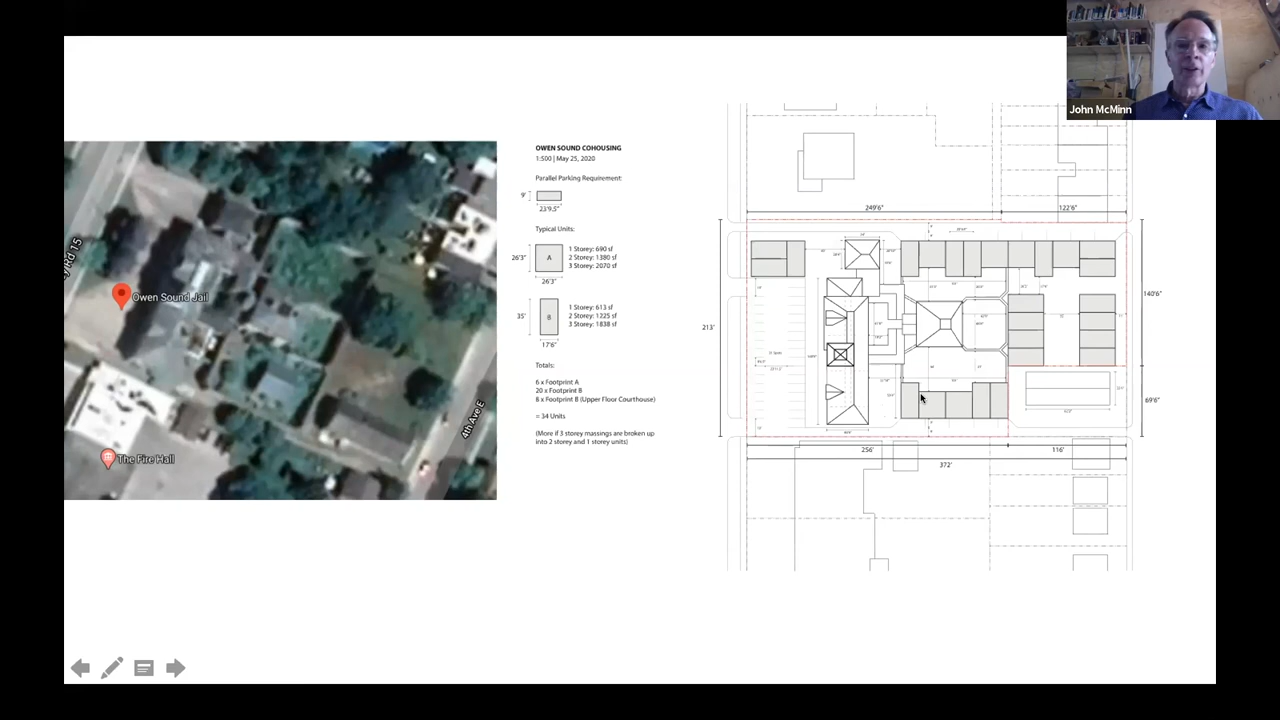 John McMinn
y Rd 15
Owen Sound Jail
The Fire Hall
4th Ave E
OWEN SOUND COHOUSING
1:500 | May 25, 2020
Parallel Parking Requirement:
9'
23'9.5"
Typical Units:
26'3"
A
1 Storey: 690 sf
2 Storey: 1380 sf
3 Storey: 2070 sf
26'3"
35'
B
1 Storey: 613 sf
2 Storey: 1225 sf
3 Storey: 1838 sf
17'6"
Totals:
6 x Footprint A
20 x Footprint B
8 x Footprint B (Upper Floor Courthouse)
= 34 Units
(More if 3 storey massings are broken up
into 2 storey and 1 storey units)
249'6"
122'6"
213'
140'6"
69'6"
256'
116'
372'